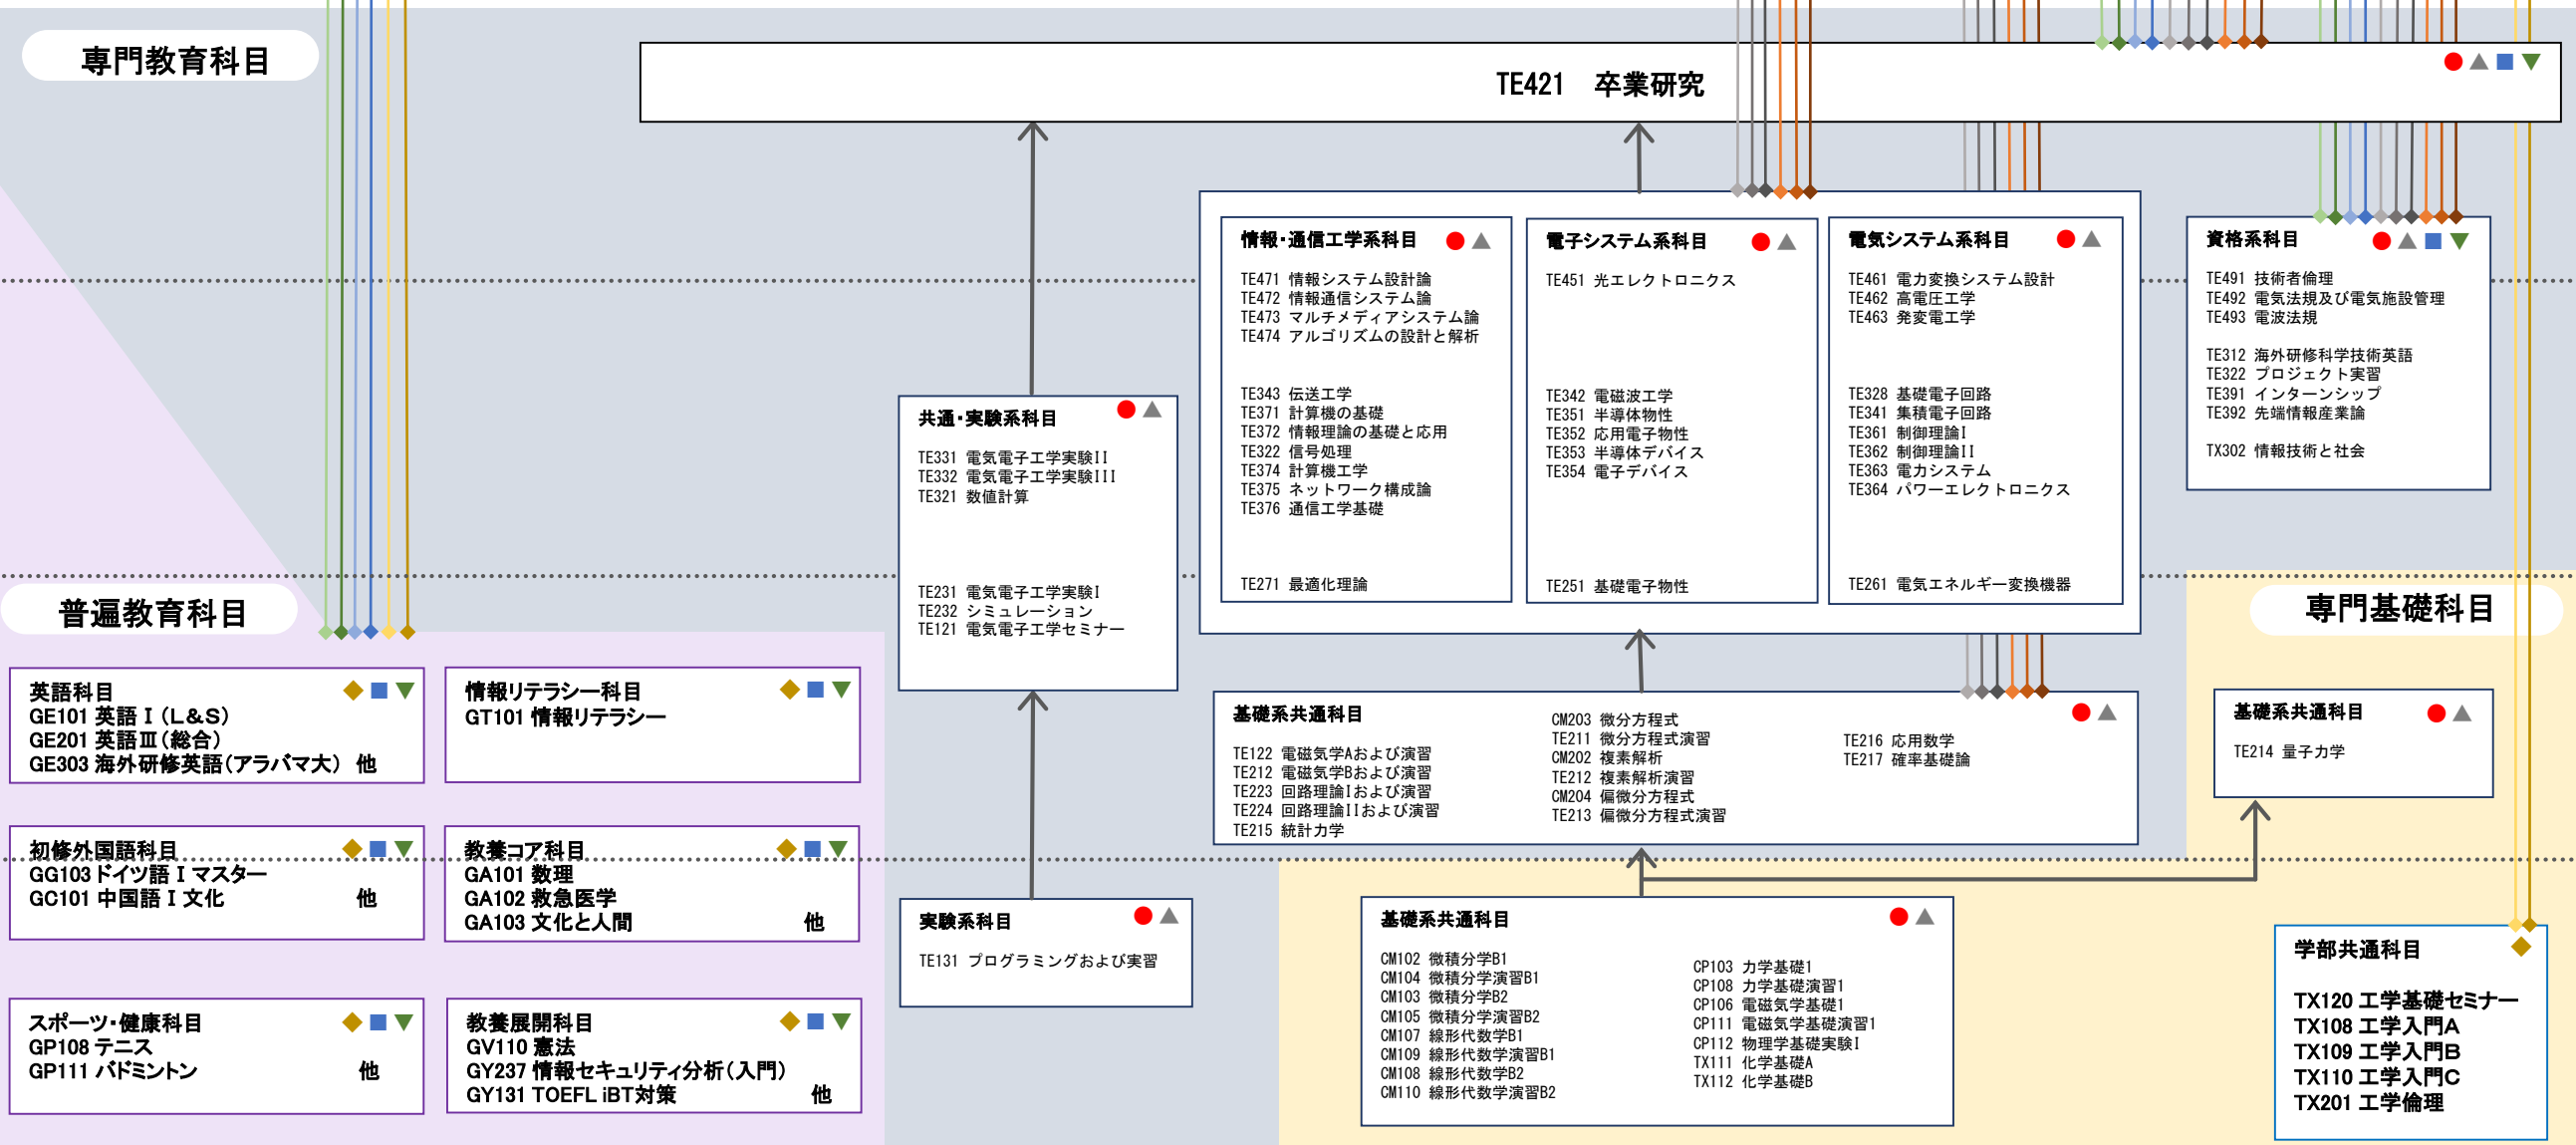 専門教育科目
TE421　卒業研究
情報・通信工学系科目
TE471 情報システム設計論
TE472 情報通信システム論
TE473 マルチメディアシステム論
TE474 アルゴリズムの設計と解析
TE343 伝送工学
TE371 計算機の基礎
TE372 情報理論の基礎と応用
TE322 信号処理
TE374 計算機工学
TE375 ネットワーク構成論
TE376 通信工学基礎
TE271 最適化理論
電子システム系科目
TE451 光エレクトロニクス
TE342 電磁波工学
TE351 半導体物性
TE352 応用電子物性
TE353 半導体デバイス
TE354 電子デバイス
TE251 基礎電子物性
電気システム系科目
TE461 電力変換システム設計
TE462 高電圧工学
TE463 発変電工学
TE328 基礎電子回路
TE341 集積電子回路
TE361 制御理論I
TE362 制御理論II
TE363 電力システム
TE364 パワーエレクトロニクス
TE261 電気エネルギー変換機器
資格系科目
TE491 技術者倫理
TE492 電気法規及び電気施設管理
TE493 電波法規
TE312 海外研修科学技術英語
TE322 プロジェクト実習
TE391 インターンシップ
TE392 先端情報産業論
TX302 情報技術と社会
共通・実験系科目
TE331 電気電子工学実験II
TE332 電気電子工学実験III
TE321 数値計算
TE231 電気電子工学実験I
TE232 シミュレーション
TE121 電気電子工学セミナー
普遍教育科目
英語科目
GE101 英語Ⅰ（L＆S）
GE201 英語Ⅲ（総合）
GE303 海外研修英語（アラバマ大） 他
情報リテラシー科目
GT101 情報リテラシー
初修外国語科目
GG103 ドイツ語Ⅰマスター
GC101 中国語Ⅰ文化 他
教養コア科目
GA101 数理
GA102 救急医学
GA103 文化と人間 他
スポーツ・健康科目
GP108 テニス
GP111 バドミントン 他
教養展開科目
GV110 憲法
GY237 情報セキュリティ分析（入門）
GY131 TOEFL iBT対策 他
実験系科目
TE131 プログラミングおよび実習
基礎系共通科目
TE122 電磁気学Aおよび演習
TE212 電磁気学Bおよび演習
TE223 回路理論Iおよび演習
TE224 回路理論IIおよび演習
TE215 統計力学
CM203 微分方程式
TE211 微分方程式演習
CM202 複素解析
TE212 複素解析演習
CM204 偏微分方程式
TE213 偏微分方程式演習
TE216 応用数学
TE217 確率基礎論
専門基礎科目
基礎系共通科目
TE214 量子力学
基礎系共通科目
CM102 微積分学B1
CM104 微積分学演習B1
CM103 微積分学B2
CM105 微積分学演習B2
CM107 線形代数学B1
CM109 線形代数学演習B1
CM108 線形代数学B2
CM110 線形代数学演習B2
CP103 力学基礎1
CP108 力学基礎演習1
CP106 電磁気学基礎1
CP111 電磁気学基礎演習1
CP112 物理学基礎実験I
TX111 化学基礎A
TX112 化学基礎B
学部共通科目
TX120 工学基礎セミナー
TX108 工学入門A
TX109 工学入門B
TX110 工学入門C
TX201 工学倫理